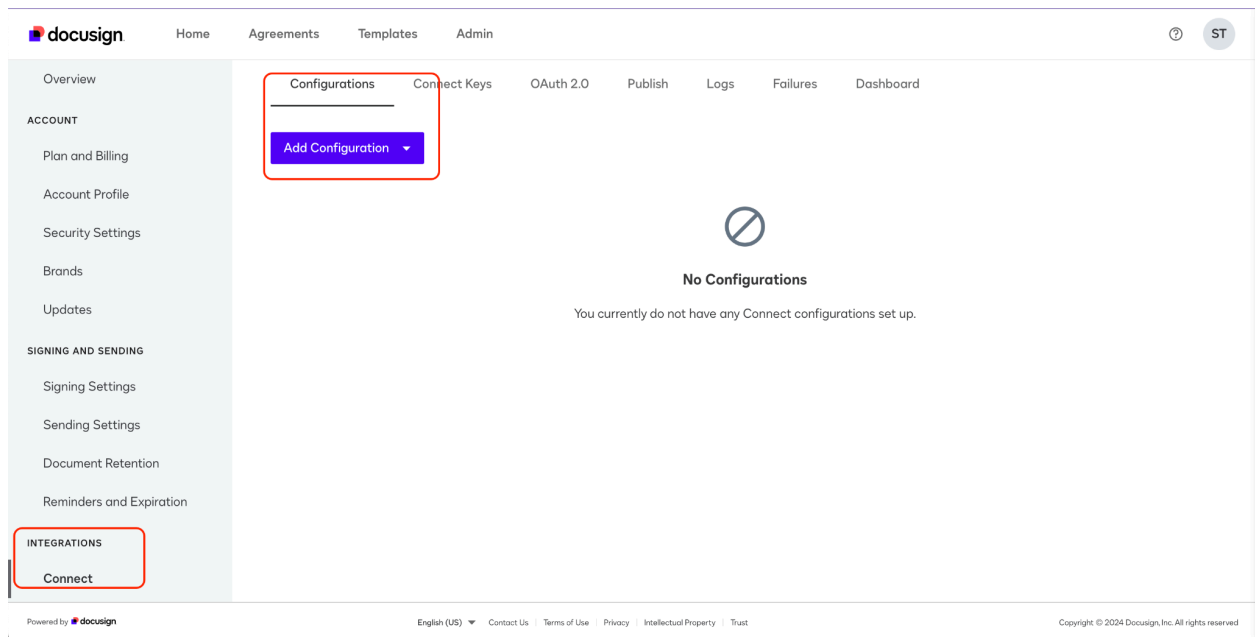 docusign
Home Agreements Templates Admin
ST
Overview
ACCOUNT
Plan and Billing
Account Profile
Security Settings
Brands
Updates
SIGNING AND SENDING
Signing Settings
Sending Settings
Document Retention
Reminders and Expiration
INTEGRATIONS
Connect
Configurations Connect Keys OAuth 2.0 Publish Logs Failures Dashboard
Add Configuration
No Configurations
You currently do not have any Connect configurations set up.
Powered by docusign
English (US) Contact Us Terms of Use Privacy Intellectual Property Trust
Copyright © 2024 Docusign, Inc. All rights reserved